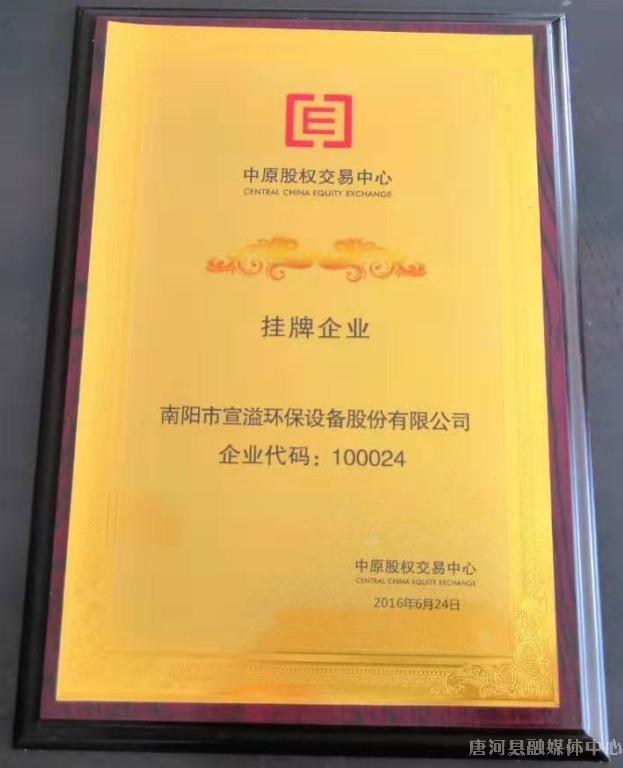 中原股权交易中心
CENTRAL CHINA EQUITY EXCHANGE
挂牌企业
南阳市宣溢环保设备股份有限公司
企业代码：100024
中原股权交易中心
CENTRAL CHINA EQUITY EXCHANGE
2016年6月24日
唐河县融媒体中心